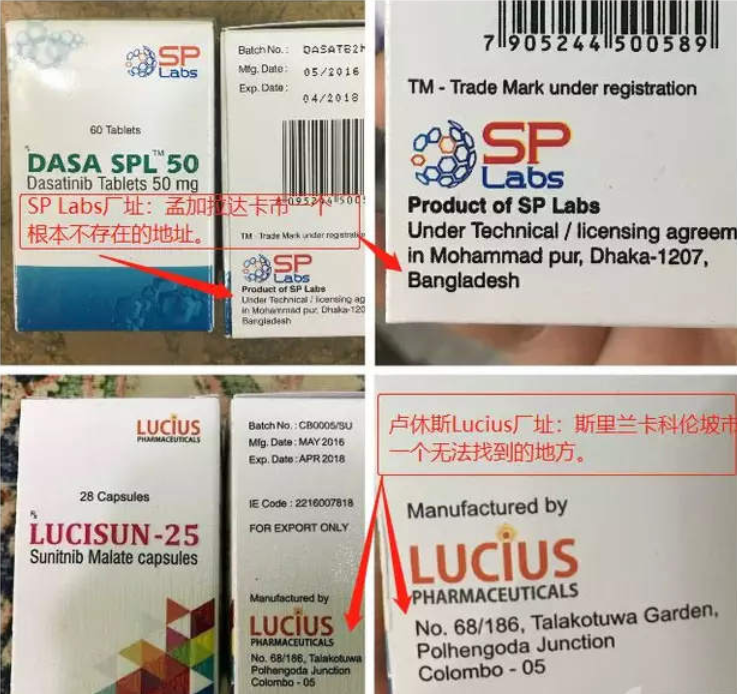 SP
Labs
60 Tablets
DASA SPL™ 50
Dasatinib Tablets 50 mg
Batch No. : DASATB2
Mfg. Date : 05/2016
Exp. Date : 04/2018
TM - Trade Mark under registration
SP
Labs
Product of SP Labs
Under Technical / licensing ag
in Mohammad pur, Dhaka-120
Bangladesh
SP Labs厂址：孟加拉达卡市一个
根本不存在的地址。
7 905244 500589
TM - Trade Mark under registration
SP
Labs
Product of SP Labs
Under Technical / licensing agreem
in Mohammad pur, Dhaka-1207,
Bangladesh
LUCIUS
PHARMACEUTICALS
28 Capsules
LUCISUN-25
Sunitnib Malate capsules
Batch No. : CB0005/SU
Mfg. Date : MAY 2016
Exp. Date : APR 2018
IE Code : 2216007818
FOR EXPORT ONLY
Manufactured by
LUCIUS
PHARMACEUTICALS
No. 68/186, Talakotuwa
Polhengoda Junction
Colombo - 05
卢休斯Lucius厂址：斯里兰卡科伦坡市
一个无法找到的地方。
Manufactured by
LUCIUS
PHARMACEUTICALS
No. 68/186, Talakotuwa Garden,
Polhengoda Junction
Colombo - 05